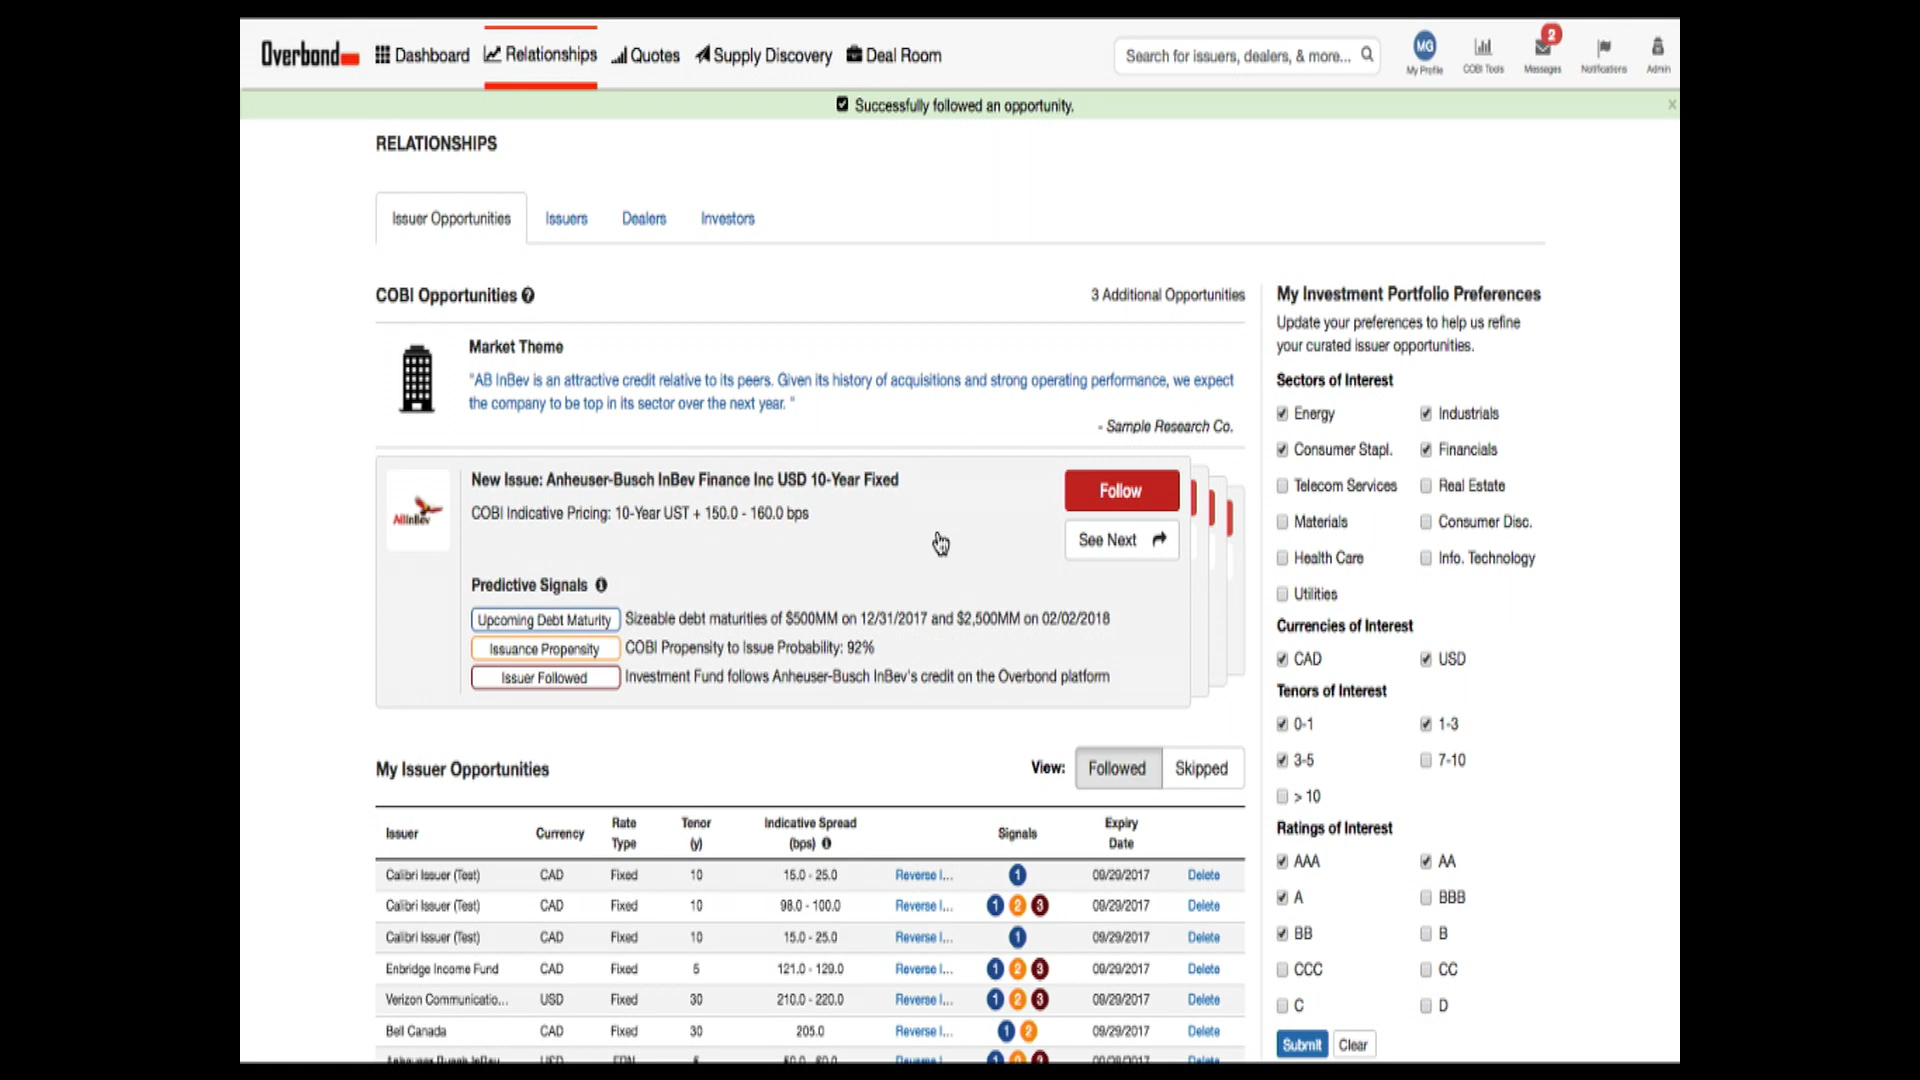 Overbond Dashboard Relationships Quotes Supply Discovery Deal Room Search for issuers, dealers, & more... MG My Profile COBI Tools 2 Messages Notifications Admin
Successfully followed an opportunity. x
RELATIONSHIPS
Issuer Opportunities Issuers Dealers Investors
COBI Opportunities 3 Additional Opportunities
Market Theme
"AB InBev is an attractive credit relative to its peers. Given its history of acquisitions and strong operating performance, we expect
the company to be top in its sector over the next year. "
- Sample Research Co.
ABInBev
New Issue: Anheuser-Busch InBev Finance Inc USD 10-Year Fixed Follow
COBI Indicative Pricing: 10-Year UST + 150.0 - 160.0 bps
See Next
Predictive Signals
Upcoming Debt Maturity Sizeable debt maturities of $500MM on 12/31/2017 and $2,500MM on 02/02/2018
Issuance Propensity COBI Propensity to Issue Probability: 92%
Issuer Followed Investment Fund follows Anheuser-Busch InBev's credit on the Overbond platform
My Issuer Opportunities View: Followed Skipped
Issuer Currency Rate Type Tenor (y) Indicative Spread (bps) Signals Expiry Date
Calibri Issuer (Test) CAD Fixed 10 15.0 - 25.0 Reverse I... 1 09/29/2017 Delete
Calibri Issuer (Test) CAD Fixed 10 98.0 - 100.0 Reverse I... 1 2 3 09/29/2017 Delete
Calibri Issuer (Test) CAD Fixed 10 15.0 - 25.0 Reverse I... 1 09/29/2017 Delete
Enbridge Income Fund CAD Fixed 5 121.0 - 129.0 Reverse I... 1 2 3 09/29/2017 Delete
Verizon Communicatio... USD Fixed 30 210.0 - 220.0 Reverse I... 1 2 3 09/29/2017 Delete
Bell Canada CAD Fixed 30 205.0 Reverse I... 1 2 09/29/2017 Delete
My Investment Portfolio Preferences
Update your preferences to help us refine
your curated issuer opportunities.
Sectors of Interest
Energy Industrials
Consumer Stapl. Financials
Telecom Services Real Estate
Materials Consumer Disc.
Health Care Info. Technology
Utilities
Currencies of Interest
CAD USD
Tenors of Interest
0-1 1-3
3-5 7-10
> 10
Ratings of Interest
AAA AA
A BBB
BB B
CCC CC
C D
Submit Clear